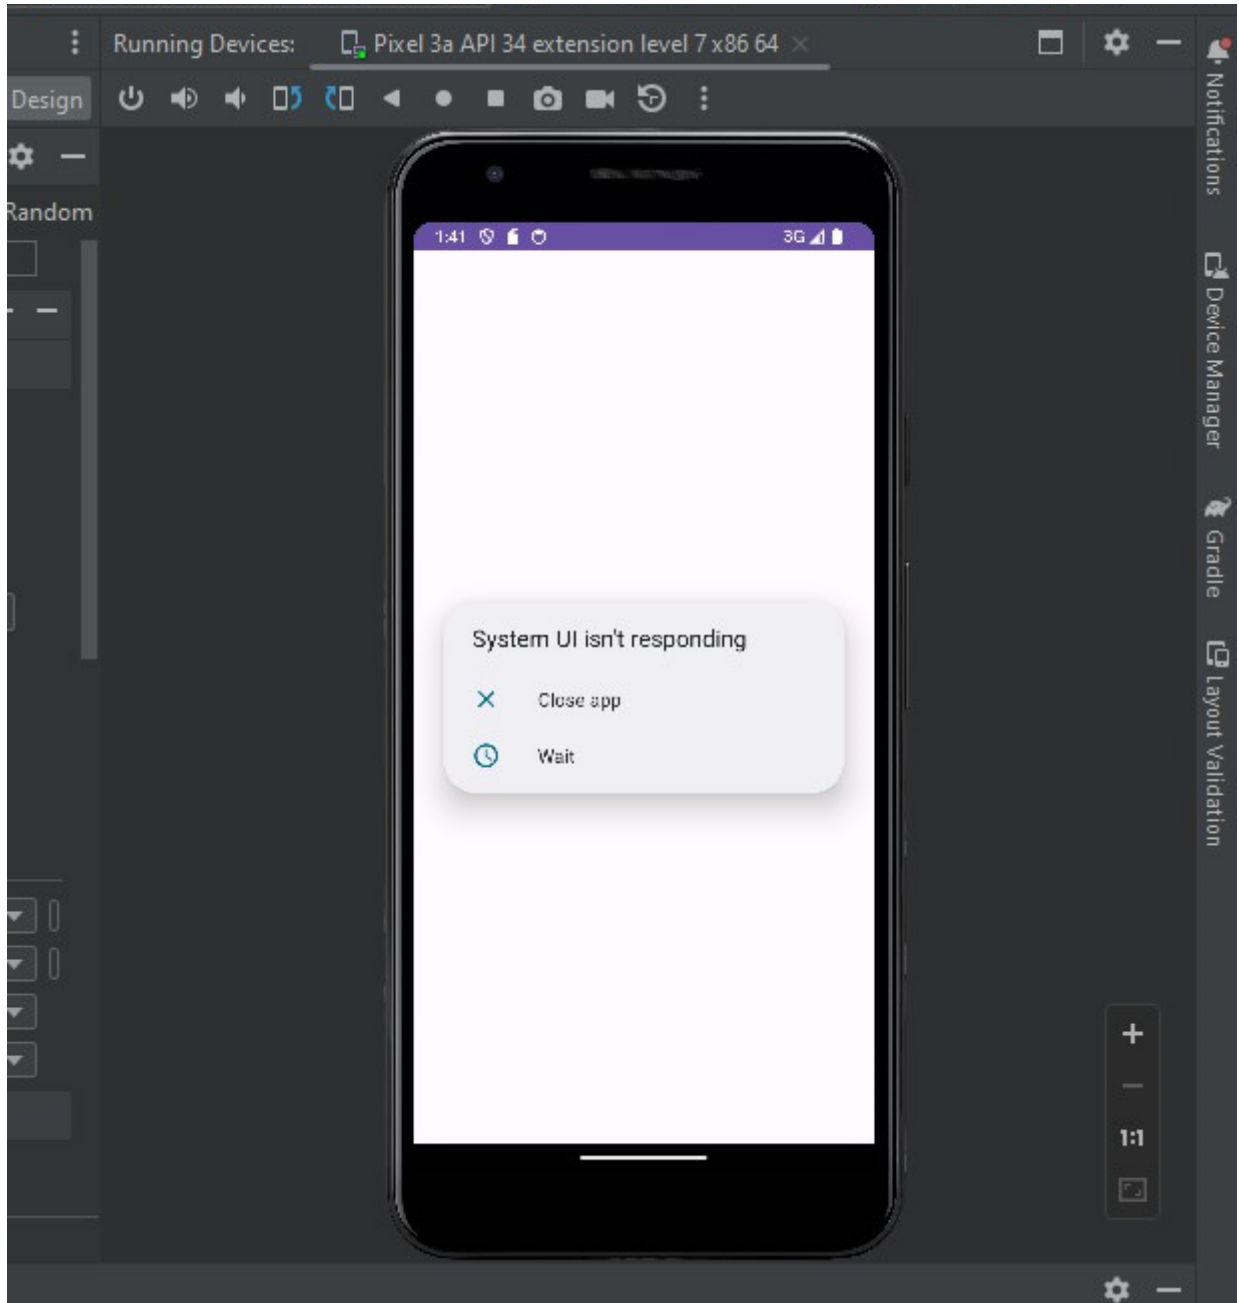 Running Devices:
Pixel 3a API 34 extension level 7 x86 64
Design
Random
1:41
3G
System UI isn't responding
Close app
Wait
1:1
Notifications
Device Manager
Gradle
Layout Validation